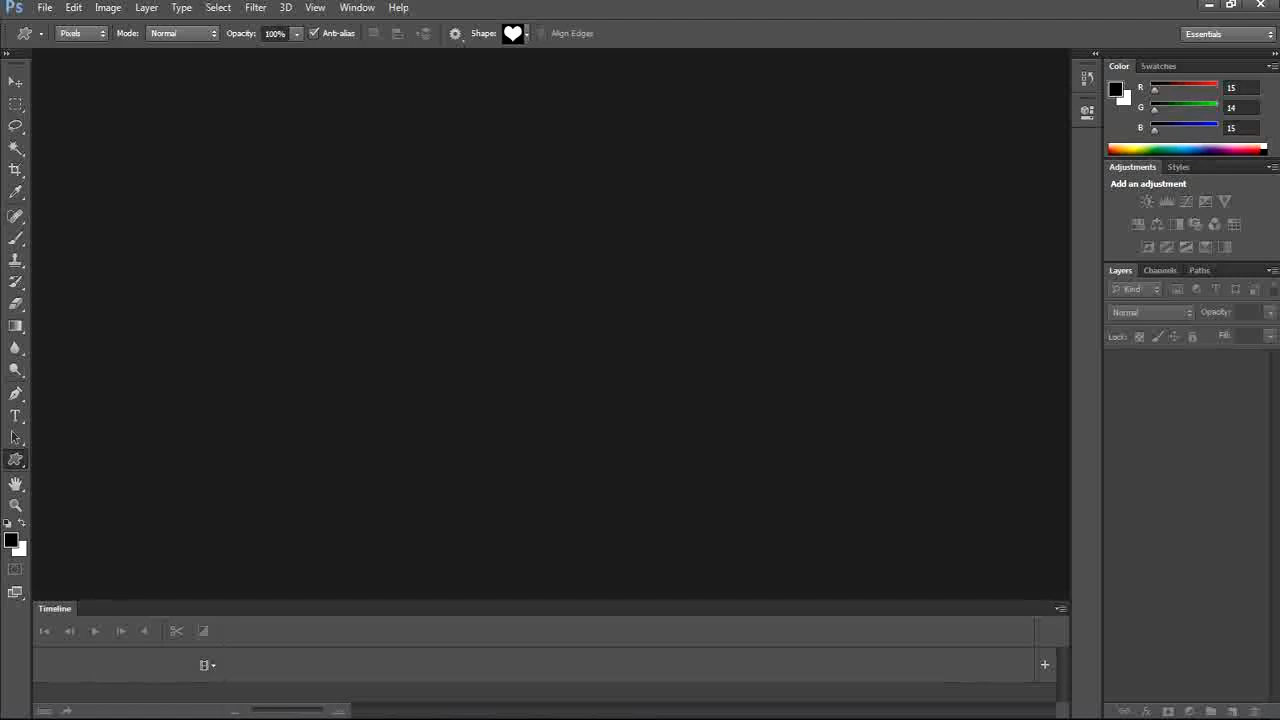 Ps File Edit Image Layer Type Select Filter 3D View Window Help
Pixels Mode: Normal Opacity: 100% Anti-alias Shape: Align Edges Essentials
Color Swatches
R 15
G 14
B 15
Adjustments Styles
Add an adjustment
Layers Channels Paths
Kind T
Normal Opacity:
Lock: Fill:
T
Timeline
fx